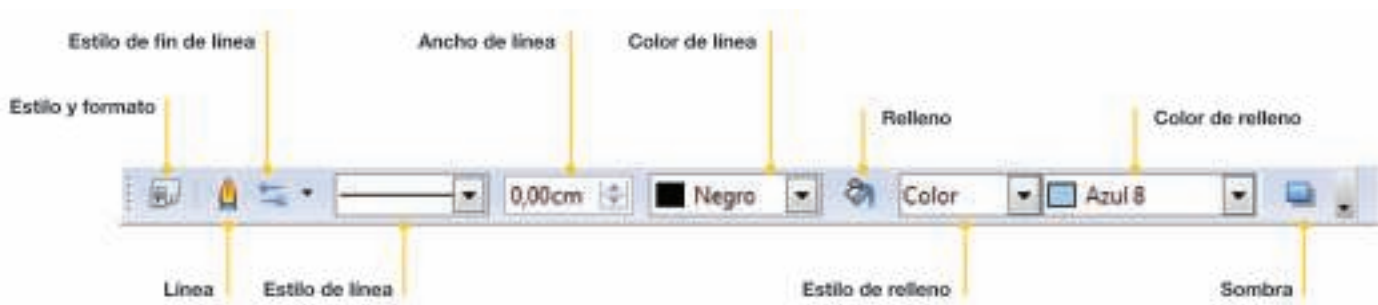 Estilo de fin de línea
Ancho de línea
Color de línea
Estilo y formato
Relleno
Color de relleno
0,00cm
Negro
Color
Azul 8
Línea
Estilo de línea
Estilo de relleno
Sombra